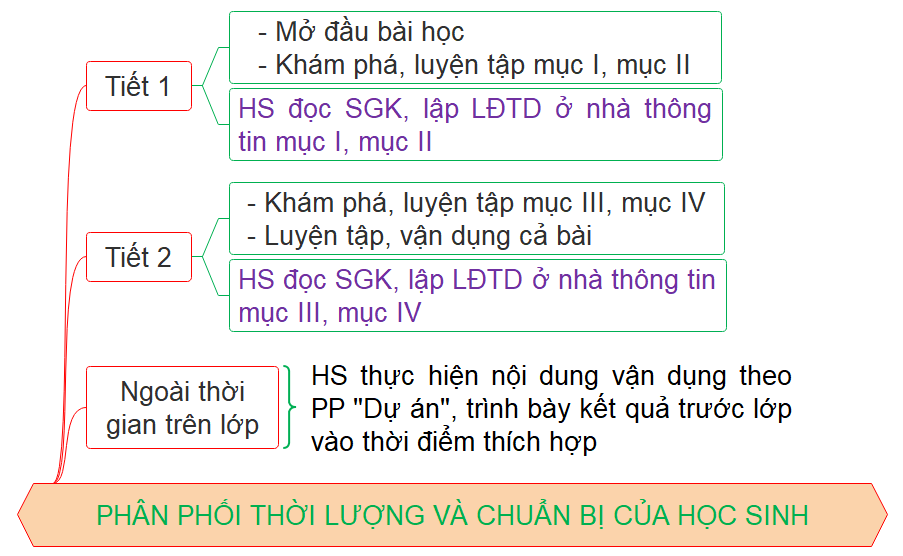 - Mở đầu bài học
- Khám phá, luyện tập mục I, mục II
Tiết 1
HS đọc SGK, lập LĐTD ở nhà thông
tin mục I, mục II
- Khám phá, luyện tập mục III, mục IV
- Luyện tập, vận dụng cả bài
Tiết 2
HS đọc SGK, lập LĐTD ở nhà thông tin
mục III, mục IV
Ngoài thời
gian trên lớp
HS thực hiện nội dung vận dụng theo
PP "Dự án", trình bày kết quả trước lớp
vào thời điểm thích hợp
PHÂN PHỐI THỜI LƯỢNG VÀ CHUẨN BỊ CỦA HỌC SINH